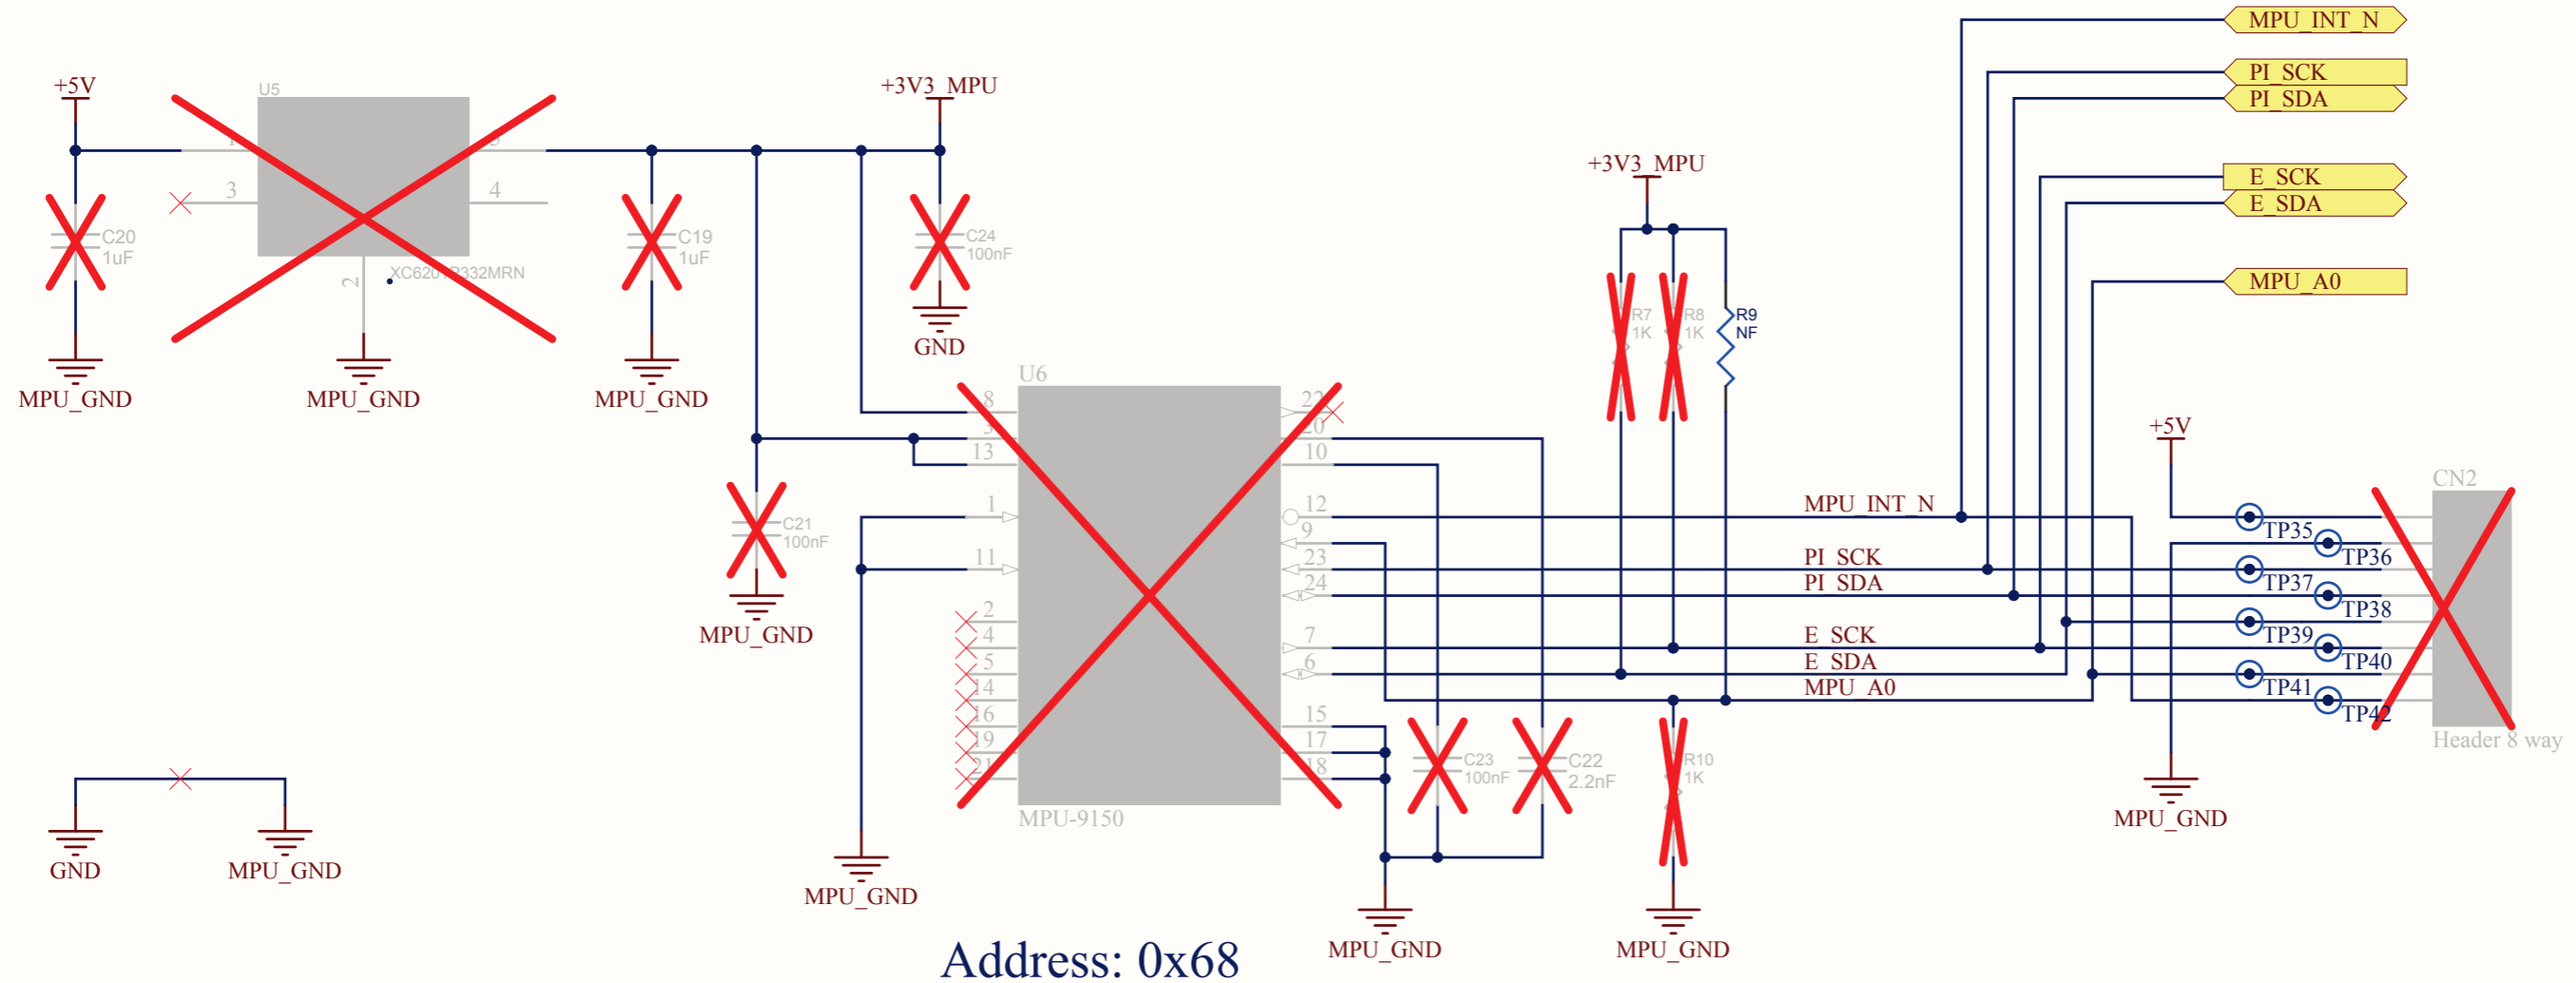 MPU_INT_N
PI_SCK
PI_SDA
E_SCK
E_SDA
MPU_A0
+5V
U5
1
3
5
4
2
XC6201P332MRN
C20
1uF
MPU_GND
MPU_GND
C19
1uF
MPU_GND
+3V3_MPU
C24
100nF
GND
C21
100nF
MPU_GND
U6
8
3
13
1
11
2
4
5
14
16
19
21
22
20
10
12
9
23
24
7
6
15
17
18
MPU-9150
MPU_GND
+3V3_MPU
R7
1K
R8
1K
R9
NF
MPU_INT_N
PI_SCK
PI_SDA
E_SCK
E_SDA
MPU_A0
C23
100nF
C22
2.2nF
MPU_GND
R10
1K
MPU_GND
+5V
CN2
TP35
TP36
TP37
TP38
TP39
TP40
TP41
TP42
Header 8 way
MPU_GND
GND
MPU_GND
Address: 0x68